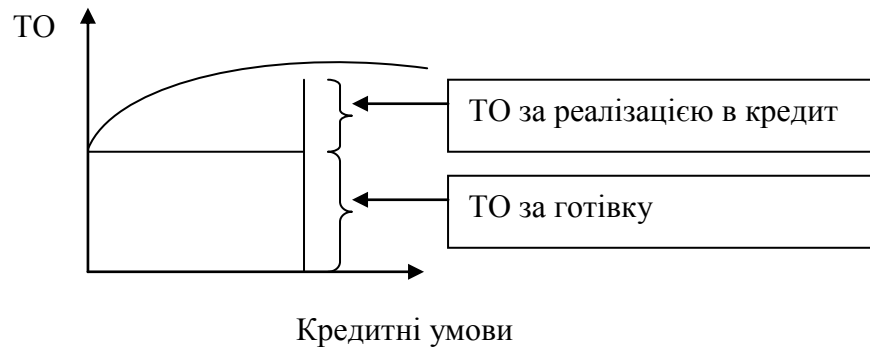 ТО
ТО за реалізацією в кредит
ТО за готівку
Кредитні умови